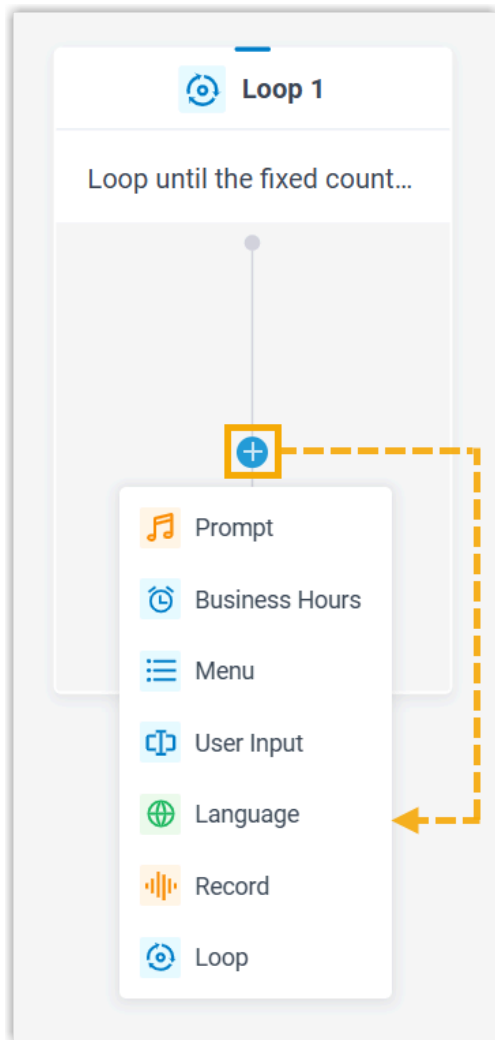 Loop 1
Loop until the fixed count...
Prompt
Business Hours
Menu
User Input
Language
Record
Loop